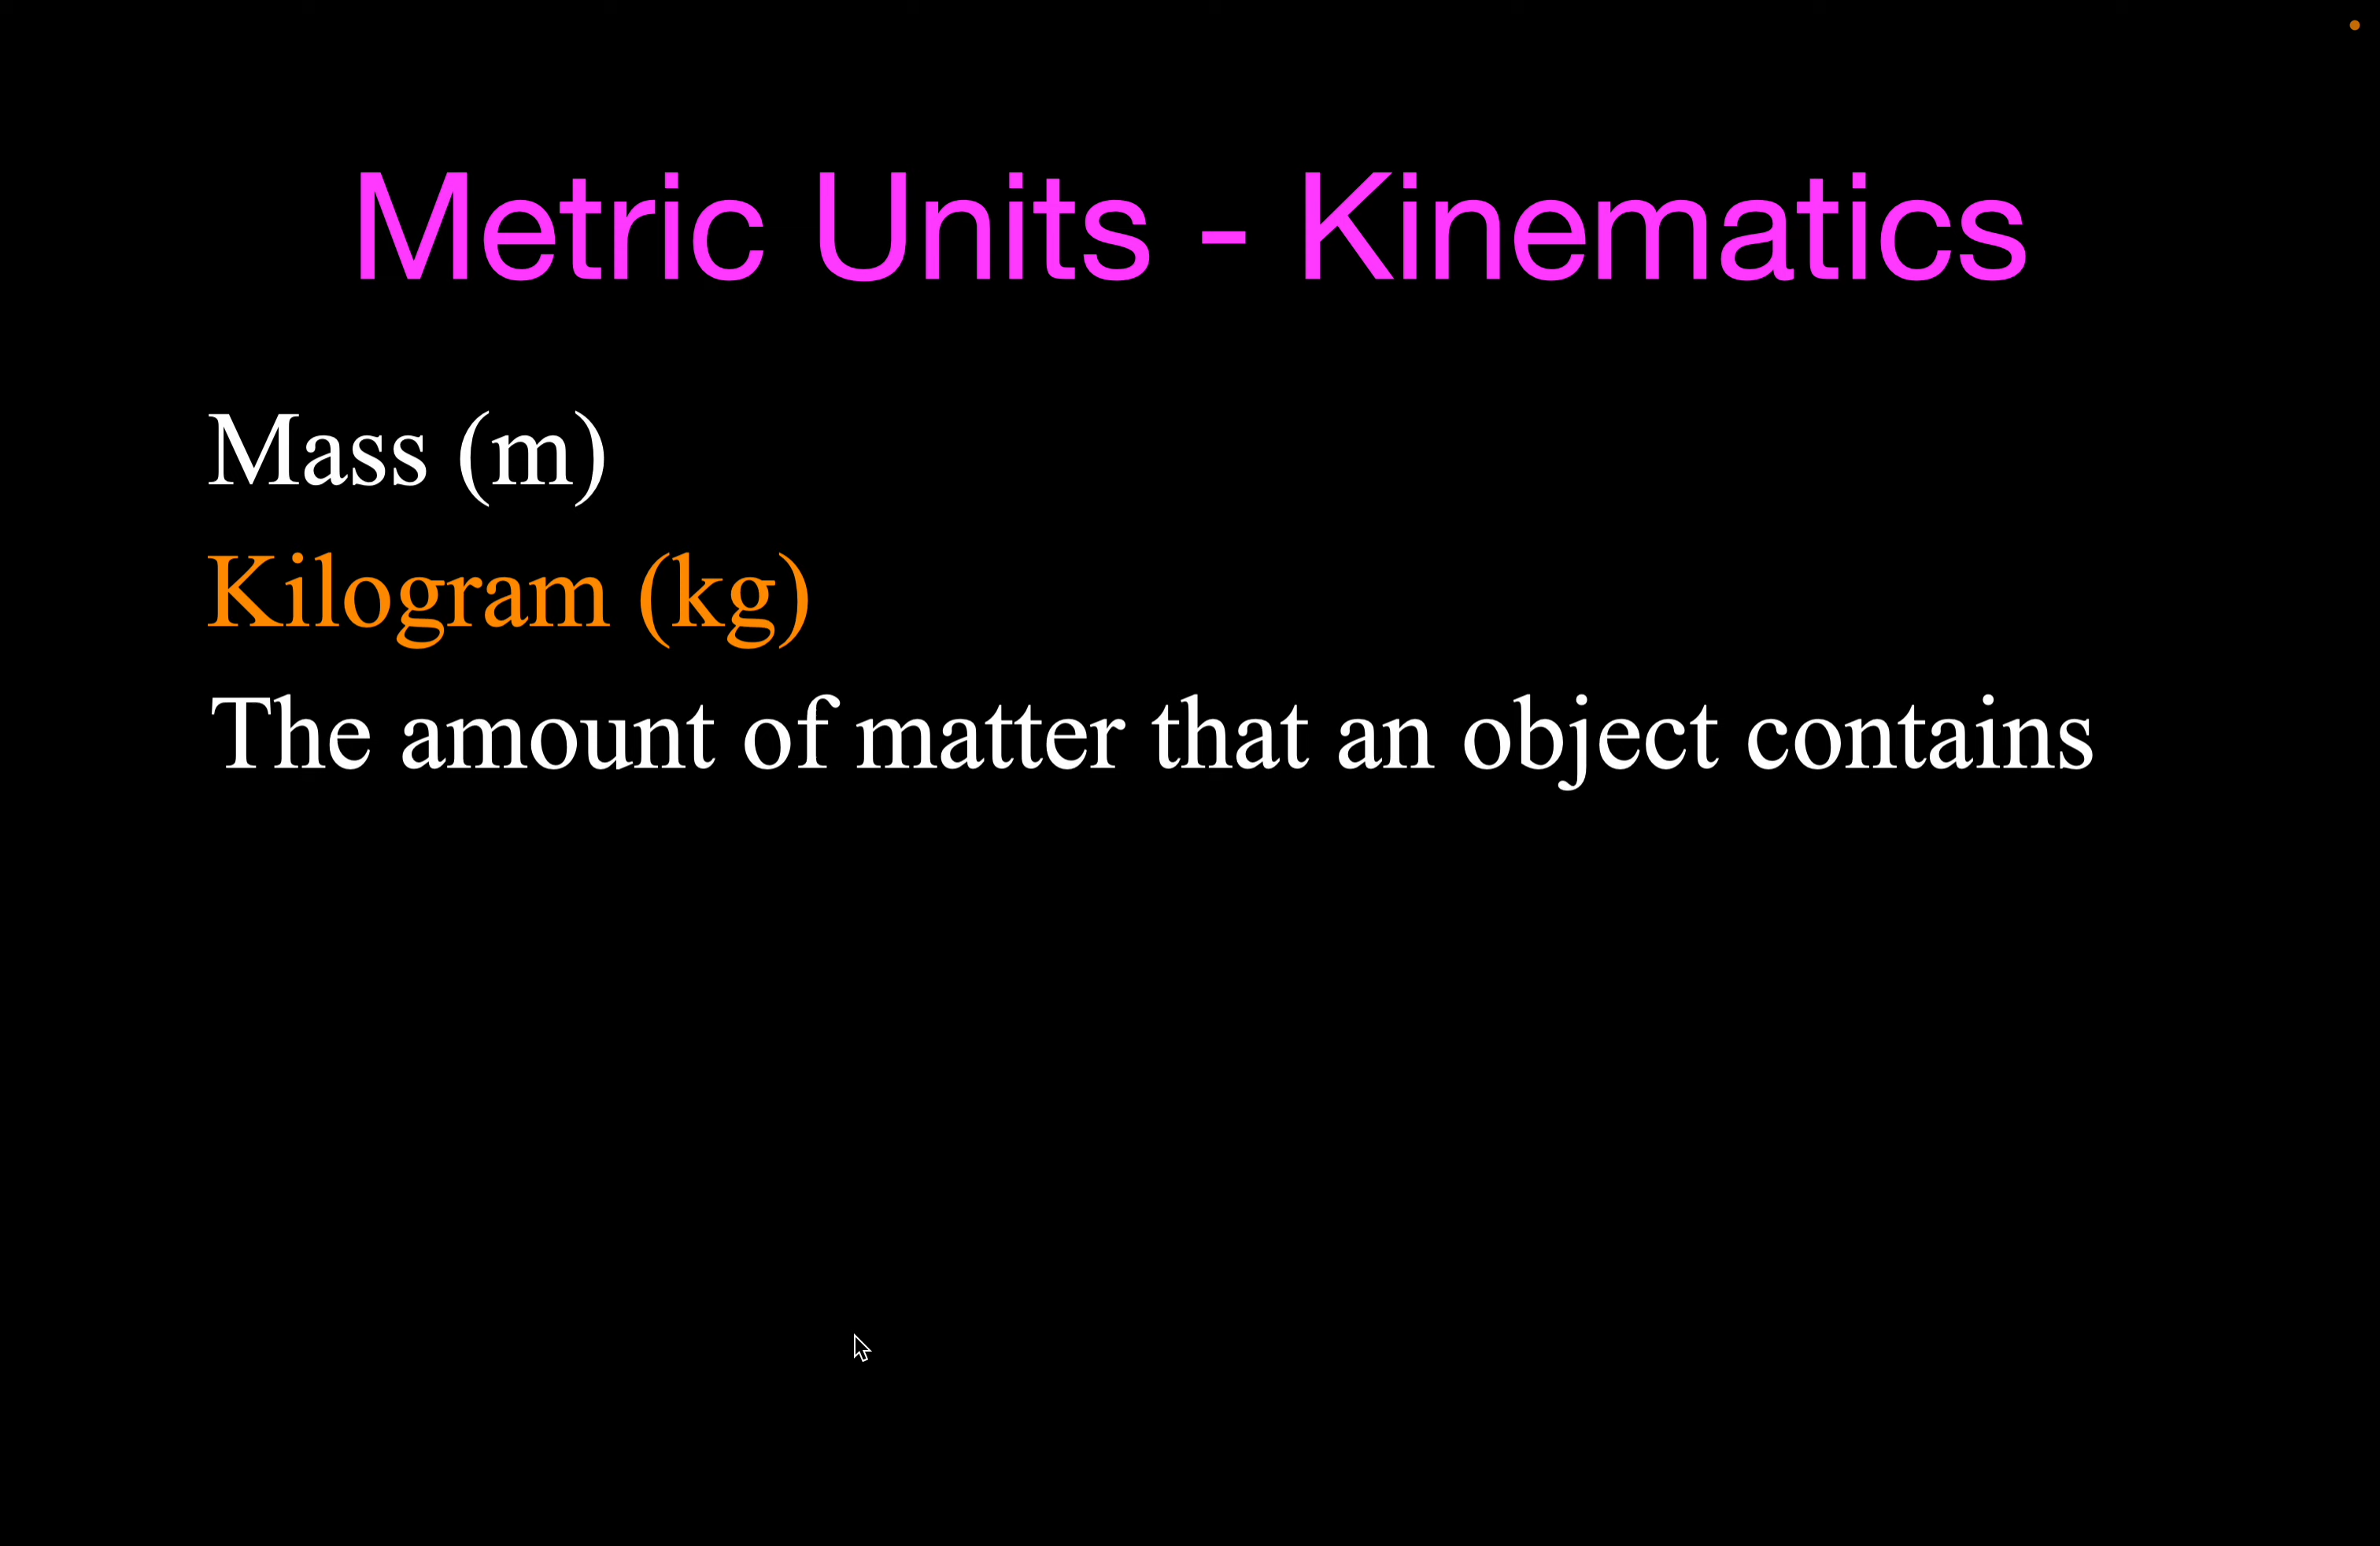 Metric Units - Kinematics
Mass (m)
Kilogram (kg)
The amount of matter that an object contains